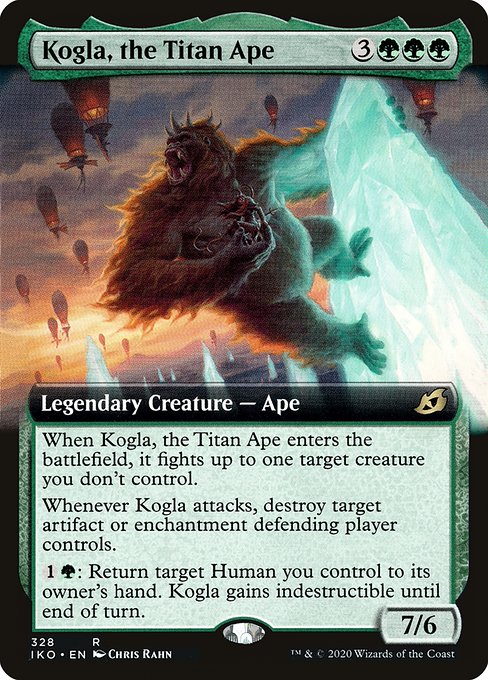 Kogla, the Titan Ape 3
Legendary Creature — Ape
When Kogla, the Titan Ape enters the
battlefield, it fights up to one target creature
you don't control.
Whenever Kogla attacks, destroy target
artifact or enchantment defending player
controls.
1 : Return target Human you control to its
owner's hand. Kogla gains indestructible until
end of turn.
7/6
328 R
IKO • EN Chris Rahn
™ & © 2020 Wizards of the Coast